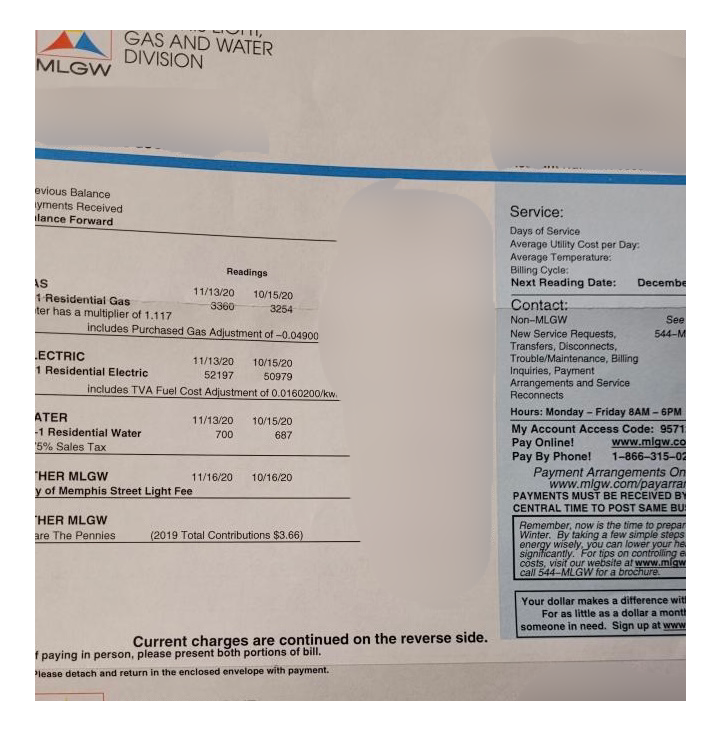 GAS AND WATER
DIVISION
MLGW
evious Balance
ayments Received
alance Forward
Readings
AS
11/13/20 10/15/20
1 Residential Gas 3360 3254
ter has a multiplier of 1.117
includes Purchased Gas Adjustment of –0.04900
LECTRIC
11/13/20 10/15/20
1 Residential Electric 52197 50979
includes TVA Fuel Cost Adjustment of 0.0160200/kw.
ATER 11/13/20 10/15/20
-1 Residential Water 700 687
75% Sales Tax
THER MLGW 11/16/20 10/16/20
y of Memphis Street Light Fee
THER MLGW
are The Pennies (2019 Total Contributions $3.66)
Current charges are continued on the reverse side.
f paying in person, please present both portions of bill.
Please detach and return in the enclosed envelope with payment.
Service:
Days of Service
Average Utility Cost per Day:
Average Temperature:
Billing Cycle:
Next Reading Date: Decembe
Contact:
Non–MLGW See
New Service Requests, 544–M
Transfers, Disconnects,
Trouble/Maintenance, Billing
Inquiries, Payment
Arrangements and Service
Reconnects
Hours: Monday – Friday 8AM – 6PM
My Account Access Code: 9571
Pay Online! www.mlgw.co
Pay By Phone! 1–866–315–02
Payment Arrangements On
www.mlgw.com/payarrar
PAYMENTS MUST BE RECEIVED BY
CENTRAL TIME TO POST SAME BU
Remember, now is the time to prepar
Winter. By taking a few simple steps
energy wisely, you can lower your hea
significantly. For tips on controlling e
costs, visit our website at www.mlgw
call 544–MLGW for a brochure.
Your dollar makes a difference with
For as little as a dollar a month
someone in need. Sign up at www